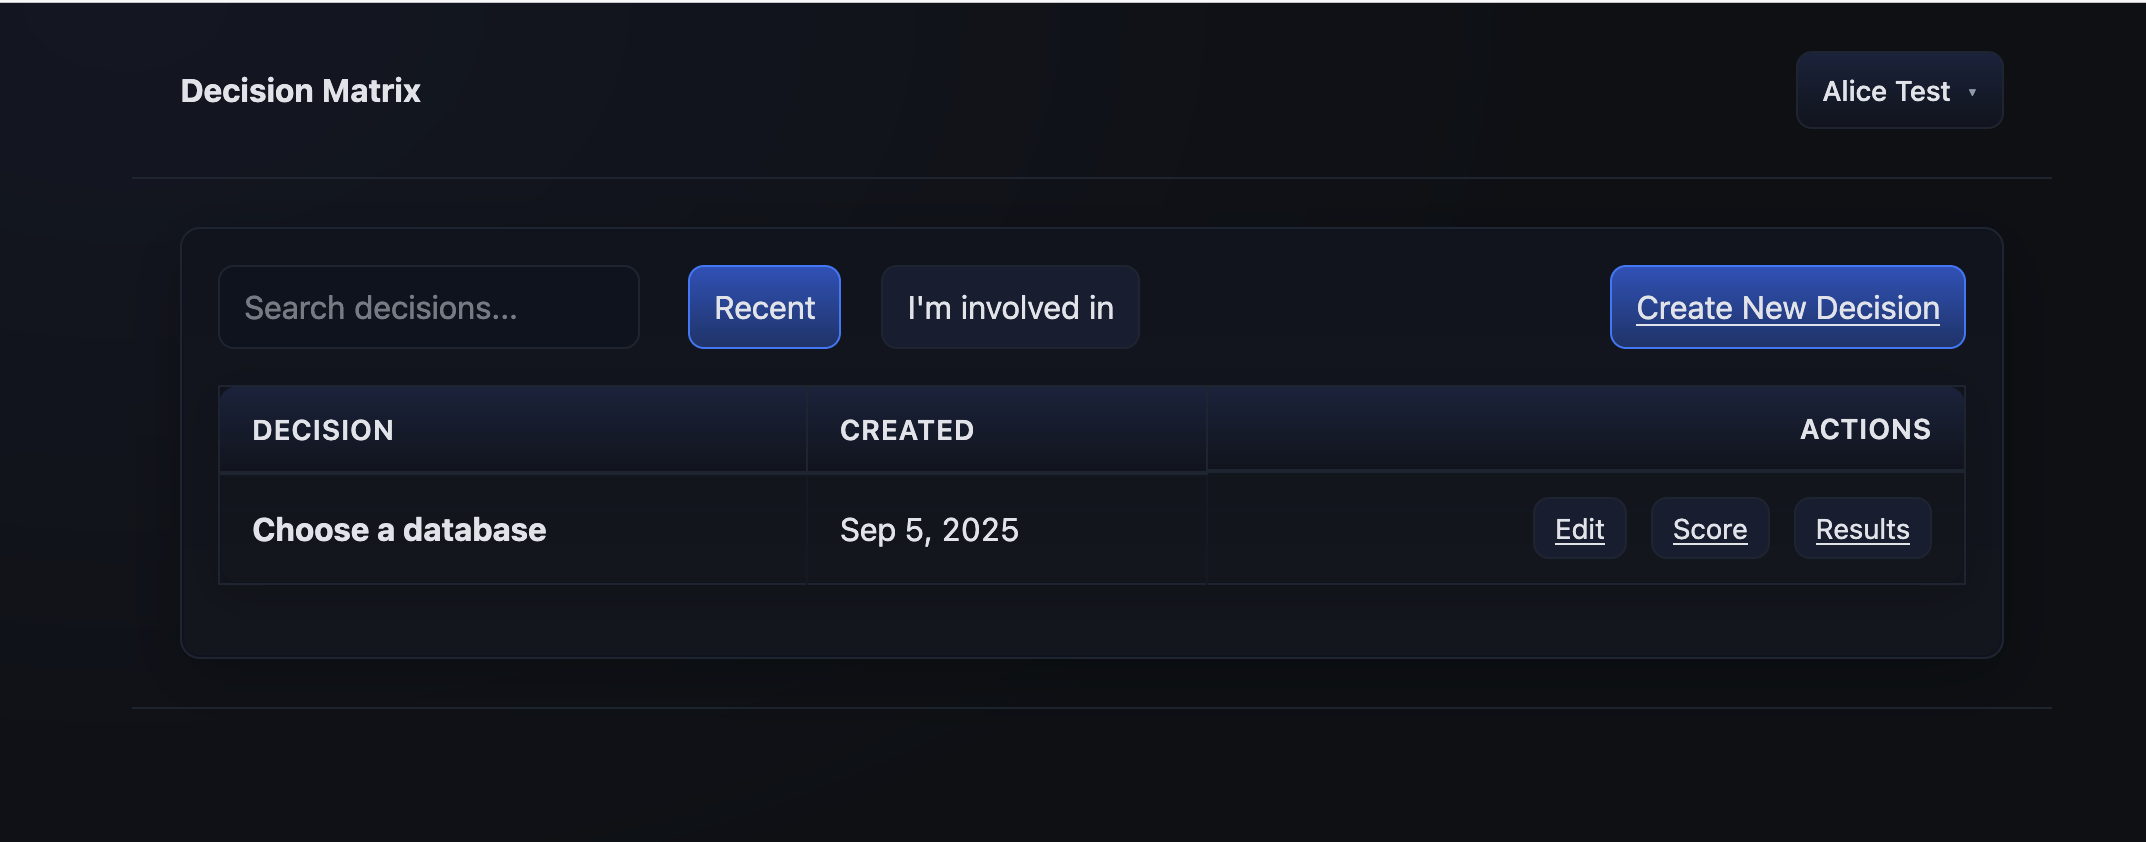 Decision Matrix
Alice Test
Search decisions...
Recent
I'm involved in
Create New Decision
DECISION
CREATED
ACTIONS
Choose a database
Sep 5, 2025
Edit
Score
Results